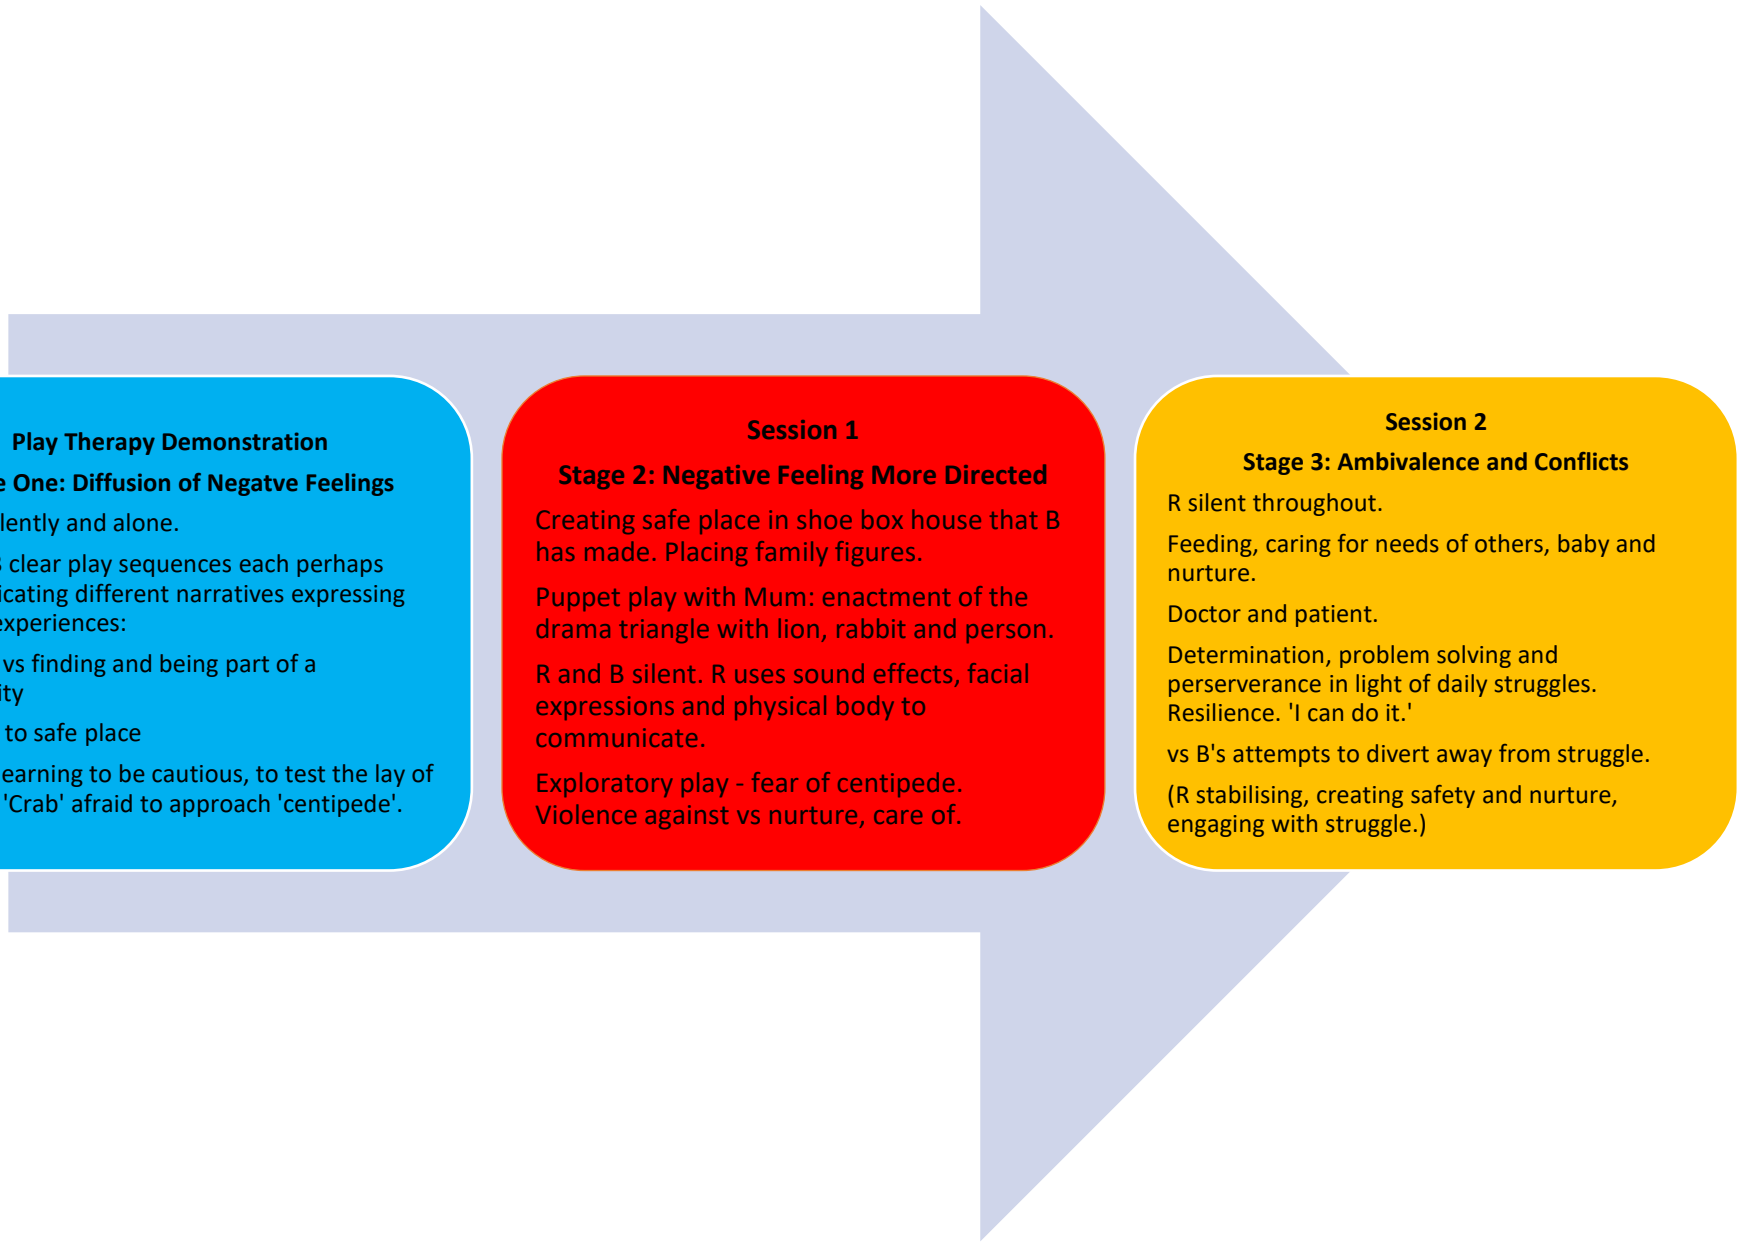 Play Therapy Demonstration
One: Diffusion of Negatve Feelings
and alone.
clear play sequences each perhaps
different narratives expressing
experiences:
vs finding and being part of a
to safe place
to be cautious, to test the lay of
'Crab' afraid to approach 'centipede'.
Session 1
Stage 2: Negative Feeling More Directed
Creating safe place in shoe box house that B
has made. Placing family figures.
Puppet play with Mum: enactment of the
drama triangle with lion, rabbit and person.
R and B silent. R uses sound effects, facial
expressions and physical body to
communicate.
Exploratory play - fear of centipede.
Violence against vs nurture, care of.
Session 2
Stage 3: Ambivalence and Conflicts
R silent throughout.
Feeding, caring for needs of others, baby and
nurture.
Doctor and patient.
Determination, problem solving and
perserverance in light of daily struggles.
Resilience. 'I can do it.'
vs B's attempts to divert away from struggle.
(R stabilising, creating safety and nurture,
engaging with struggle.)